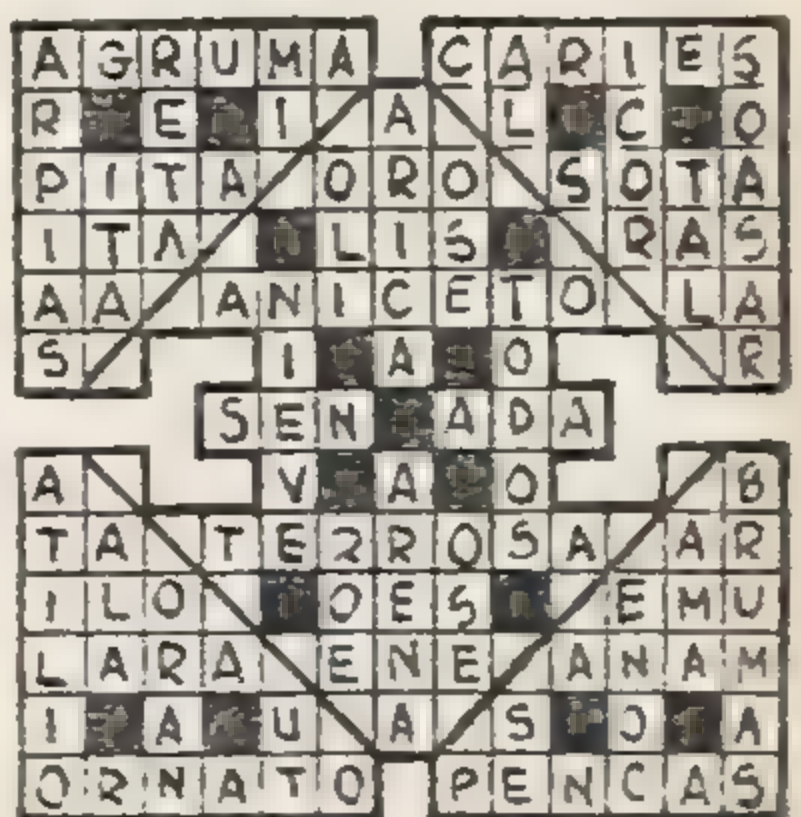 AGRUMA CARIES
R E I A L C O
PITA ORO SOTA
ITA LIS RAS
AA ANICETO LA
S I A O R
SEN ADA
A V A O B
TA TERROSA AR
ILO OES EMU
LARA ENE ANAM
I A U A S O A
ORNATO PENCAS